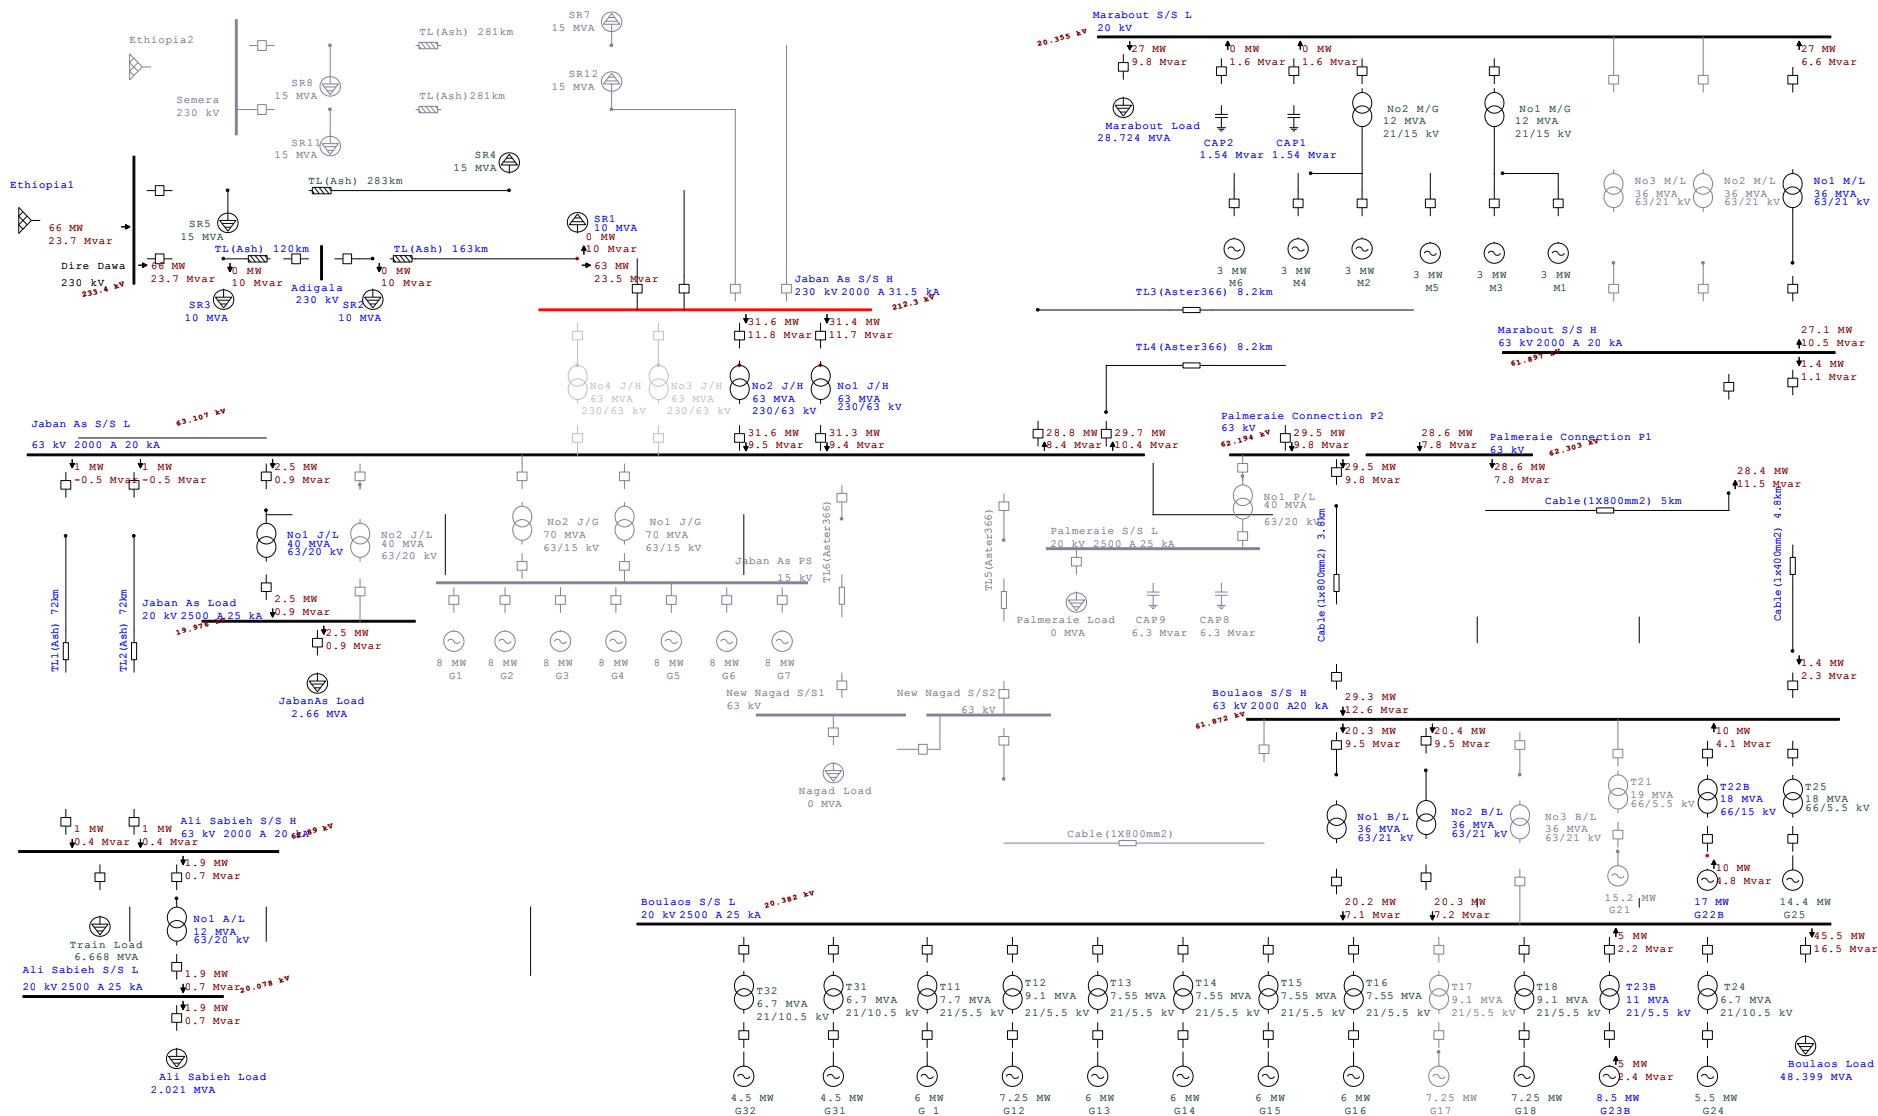 SR7
15 MVA
Marabout S/S L
20 kV
20.355 kV
Ethiopia2
TL(Ash) 281km
27 MW
9.8 Mvar
0 MW
1.6 Mvar
0 MW
1.6 Mvar
27 MW
6.6 Mvar
SR12
15 MVA
SR8
15 MVA
TL(Ash)281km
Semera
230 kV
No2 M/G
12 MVA
21/15 kV
No1 M/G
12 MVA
21/15 kV
Marabout Load
28.724 MVA
CAP2
1.54 Mvar
CAP1
1.54 Mvar
SR11
15 MVA
SR4
15 MVA
TL(Ash) 283km
Ethiopia1
No3 M/L
36 MVA
63/21 kV
No2 M/L
36 MVA
63/21 kV
No1 M/L
36 MVA
63/21 kV
66 MW
23.7 Mvar
SR5
15 MVA
SR1
10 MVA
0 MW
10 Mvar
TL(Ash) 120km
TL(Ash) 163km
63 MW
23.5 Mvar
Dire Dawa
230 kV
233.4 kV
66 MW
23.7 Mvar
0 MW
10 Mvar
0 MW
10 Mvar
SR3
10 MVA
Adigala
230 kV
SR2
10 MVA
3 MW
M6
3 MW
M4
3 MW
M2
3 MW
M5
3 MW
M3
3 MW
M1
Jaban As S/S H
230 kV 2000 A 31.5 kA
212.3 kV
TL3(Aster366) 8.2km
31.6 MW
11.8 Mvar
31.4 MW
11.7 Mvar
Marabout S/S H
63 kV 2000 A 20 kA
61.897 kV
27.1 MW
10.5 Mvar
1.4 MW
1.1 Mvar
TL4(Aster366) 8.2km
No4 J/H
63 MVA
230/63 kV
No3 J/H
63 MVA
230/63 kV
No2 J/H
63 MVA
230/63 kV
No1 J/H
63 MVA
230/63 kV
Jaban As S/S L
63 kV 2000 A 20 kA
63.107 kV
31.6 MW
9.5 Mvar
31.3 MW
9.4 Mvar
28.8 MW
8.4 Mvar
29.7 MW
10.4 Mvar
Palmeraie Connection P2
63 kV
62.194 kV
29.5 MW
9.8 Mvar
28.6 MW
7.8 Mvar
Palmeraie Connection P1
63 kV
62.303 kV
1 MW
-0.5 Mvar
1 MW
-0.5 Mvar
2.5 MW
0.9 Mvar
29.5 MW
9.8 Mvar
28.6 MW
7.8 Mvar
28.4 MW
11.5 Mvar
Cable(1X800mm2) 5km
No1 P/L
40 MVA
63/20 kV
No1 J/L
40 MVA
63/20 kV
No2 J/L
40 MVA
63/20 kV
No2 J/G
70 MVA
63/15 kV
No1 J/G
70 MVA
63/15 kV
TL6(Aster366)
TL5(Aster366)
Palmeraie S/S L
20 kV 2500 A 25 kA
Cable(1x800mm2) 3.8km
Cable(1x400mm2) 4.8km
Jaban As PS
15 kV
TL1(Ash) 72km
TL2(Ash) 72km
Jaban As Load
20 kV 2500 A 25 kA
19.976 kV
2.5 MW
0.9 Mvar
2.5 MW
0.9 Mvar
JabanAs Load
2.66 MVA
8 MW
G1
8 MW
G2
8 MW
G3
8 MW
G4
8 MW
G5
8 MW
G6
8 MW
G7
Palmeraie Load
0 MVA
CAP9
6.3 Mvar
CAP8
6.3 Mvar
1.4 MW
2.3 Mvar
New Nagad S/S1
63 kV
New Nagad S/S2
63 kV
Boulaos S/S H
63 kV 2000 A20 kA
61.872 kV
29.3 MW
12.6 Mvar
20.3 MW
9.5 Mvar
20.4 MW
9.5 Mvar
10 MW
4.1 Mvar
Nagad Load
0 MVA
T21
19 MVA
66/5.5 kV
T22B
18 MVA
66/15 kV
T25
18 MVA
66/5.5 kV
No1 B/L
36 MVA
63/21 kV
No2 B/L
36 MVA
63/21 kV
No3 B/L
36 MVA
63/21 kV
Cable(1X800mm2)
1 MW
0.4 Mvar
1 MW
0.4 Mvar
Ali Sabieh S/S H
63 kV 2000 A 20 kA
1.9 MW
0.7 Mvar
10 MW
4.8 Mvar
15.2 MW
G21
17 MW
G22B
14.4 MW
G25
Boulaos S/S L
20 kV 2500 A 25 kA
20.382 kV
20.2 MW
7.1 Mvar
20.3 MW
7.2 Mvar
5 MW
2.2 Mvar
45.5 MW
16.5 Mvar
No1 A/L
12 MVA
63/20 kV
Train Load
6.668 MVA
Ali Sabieh S/S L
20 kV 2500 A 25 kA
1.9 MW
0.7 Mvar
20.078 kV
1.9 MW
0.7 Mvar
Ali Sabieh Load
2.021 MVA
T32
6.7 MVA
21/10.5 kV
T31
6.7 MVA
21/10.5 kV
T11
7.7 MVA
21/5.5 kV
T12
9.1 MVA
21/5.5 kV
T13
7.55 MVA
21/5.5 kV
T14
7.55 MVA
21/5.5 kV
T15
7.55 MVA
21/5.5 kV
T16
7.55 MVA
21/5.5 kV
T17
9.1 MVA
21/5.5 kV
T18
9.1 MVA
21/5.5 kV
T23B
11 MVA
21/5.5 kV
T24
6.7 MVA
21/10.5 kV
5 MW
2.4 Mvar
Boulaos Load
48.399 MVA
4.5 MW
G32
4.5 MW
G31
6 MW
G 1
7.25 MW
G12
6 MW
G13
6 MW
G14
6 MW
G15
6 MW
G16
7.25 MW
G17
7.25 MW
G18
8.5 MW
G23B
5.5 MW
G24